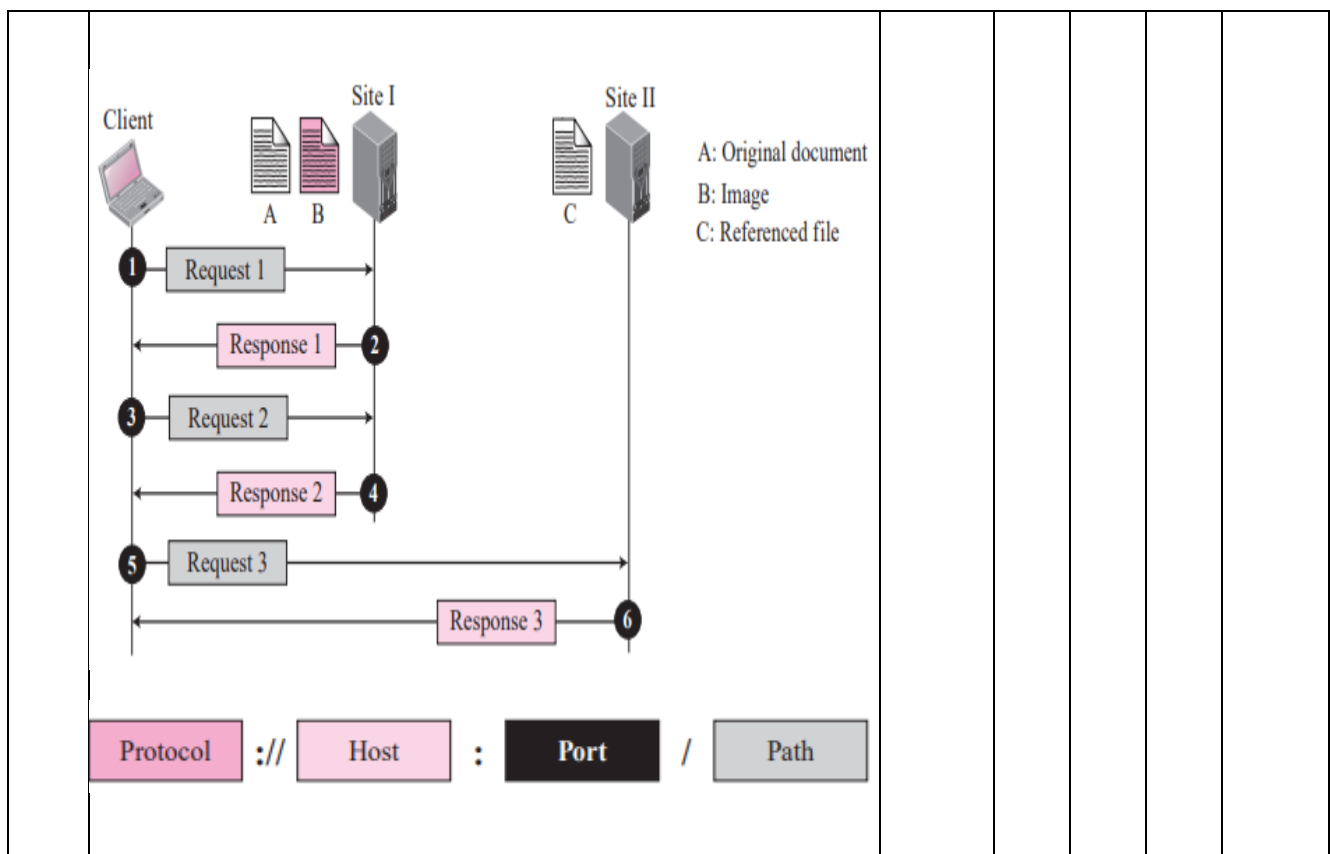 Client
Site I
Site II
A
B
C
A: Original document
B: Image
C: Referenced file
1 Request 1
Response 1 2
3 Request 2
Response 2 4
5 Request 3
Response 3 6
Protocol :// Host : Port / Path